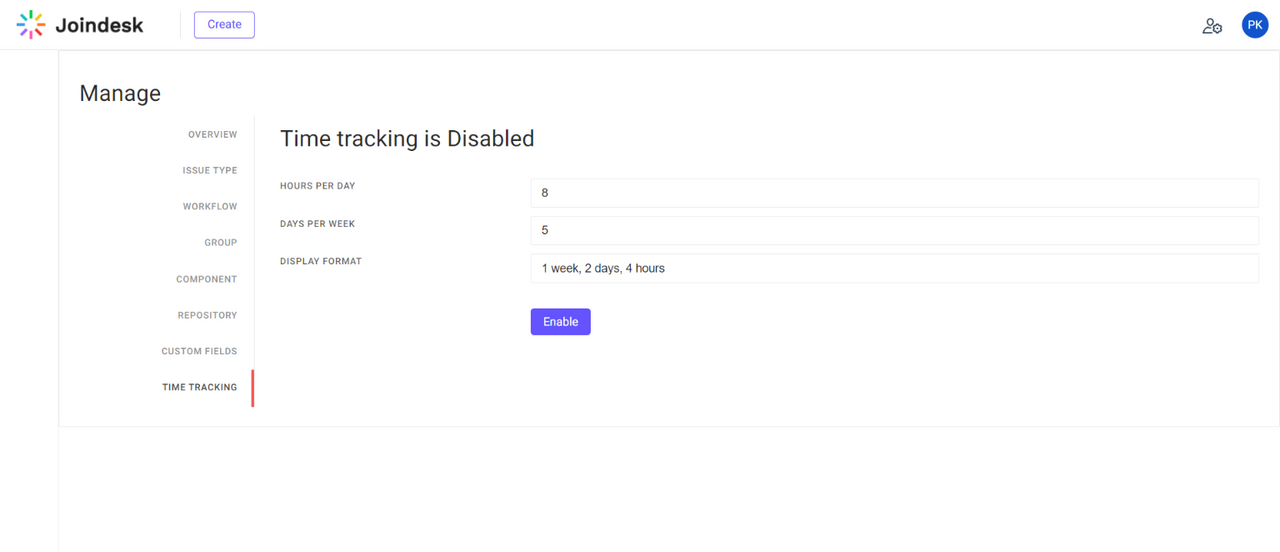 Joindesk
Create
PK
Manage
OVERVIEW
ISSUE TYPE
WORKFLOW
GROUP
COMPONENT
REPOSITORY
CUSTOM FIELDS
TIME TRACKING
Time tracking is Disabled
HOURS PER DAY
8
DAYS PER WEEK
5
DISPLAY FORMAT
1 week, 2 days, 4 hours
Enable